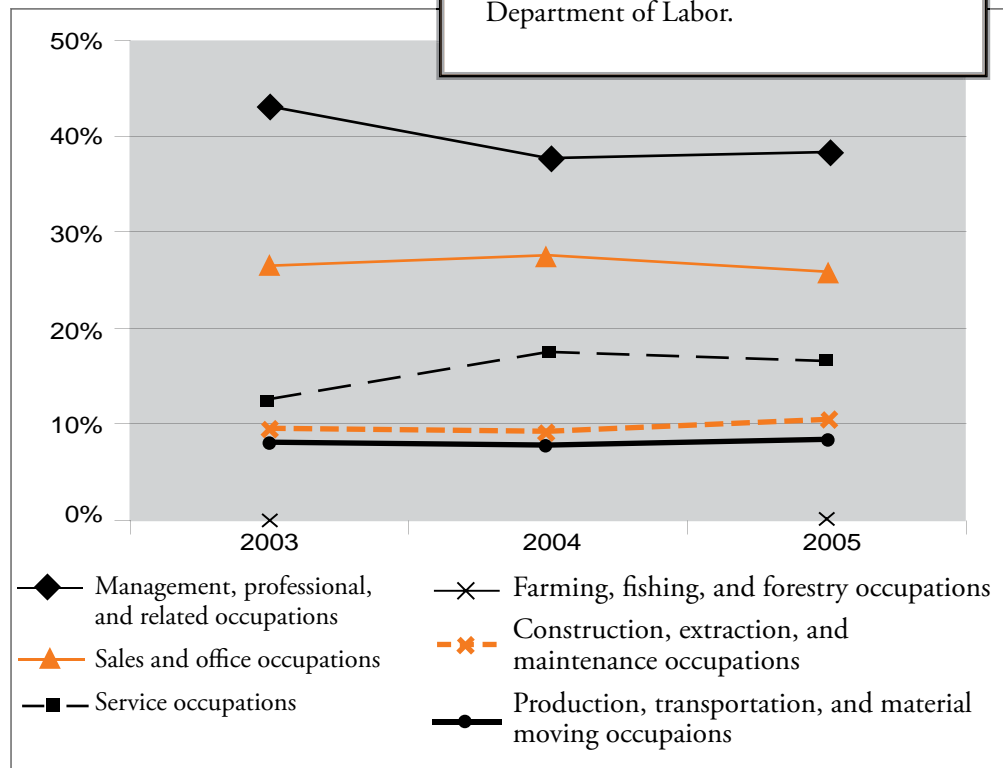 Department of Labor.
50%
40%
30%
20%
10%
0%
2003 2004 2005
Management, professional,
and related occupations
Sales and office occupations
Service occupations
Farming, fishing, and forestry occupations
Construction, extraction, and
maintenance occupations
Production, transportation, and material
moving occupaions